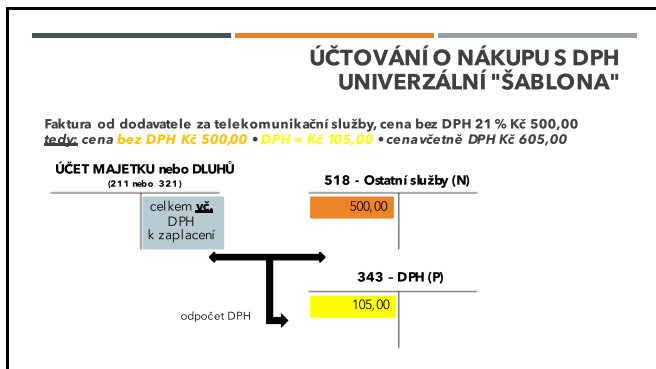 ÚČTOVÁNÍ O NÁKUPU S DPH
UNIVERZÁLNÍ "ŠABLONA"
Faktura od dodavatele za telekomunikační služby, cena bez DPH 21 % Kč 500,00
tedy: cena bez DPH Kč 500,00 • DPH = Kč 105,00 • cenavčetně DPH Kč 605,00
ÚČET MAJETKU nebo DLUHŮ
(211 nebo 321)
celkem vč.
DPH
k zaplacení
518 - Ostatní služby (N)
500,00
343 - DPH (P)
105,00
odpočet DPH